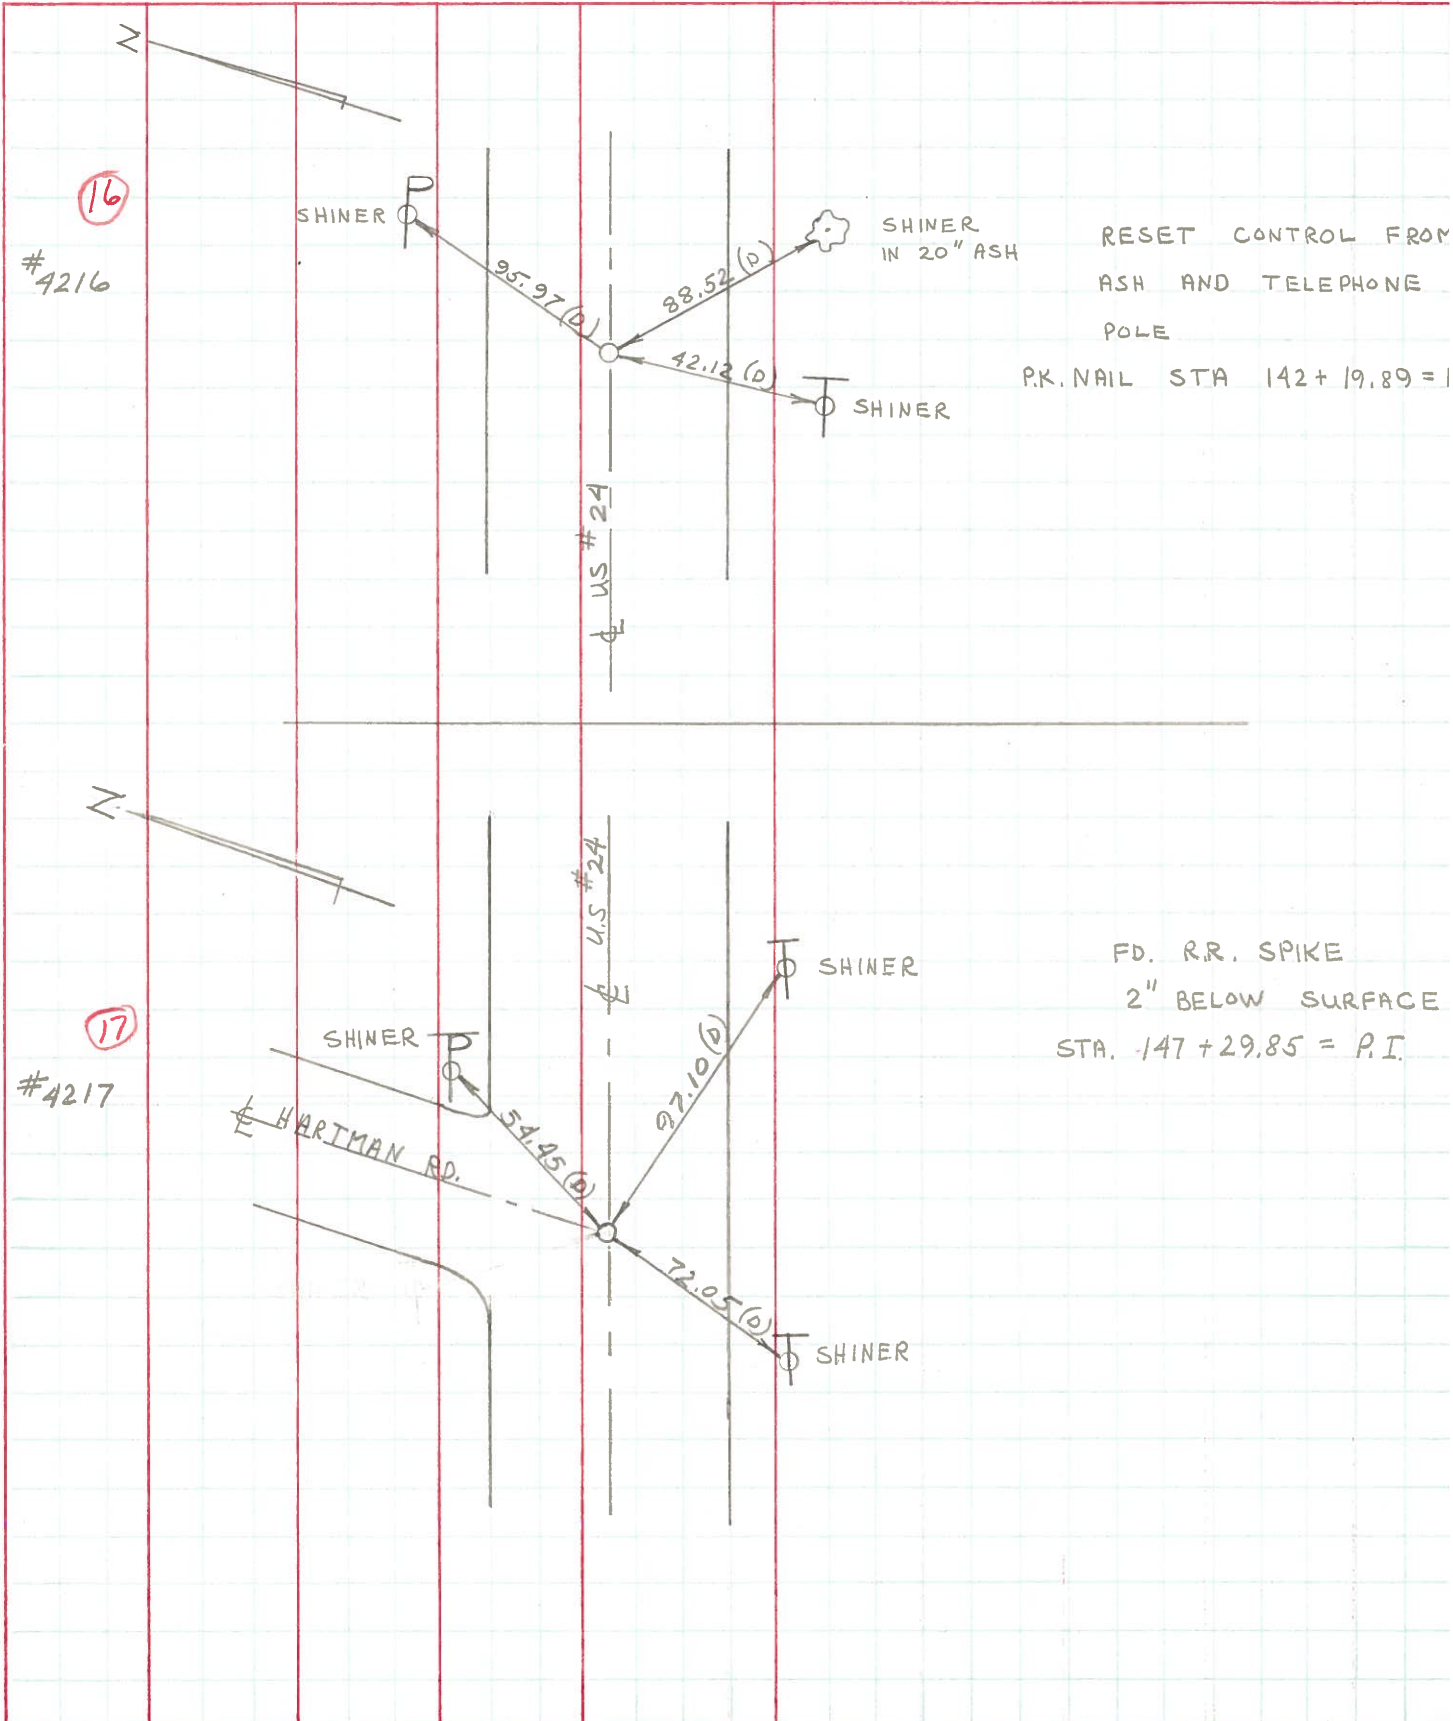 N
16
#4216
SHINER
P
95.97 (D)
88.52 (D)
42.12 (D)
SHINER
IN 20" ASH
T
SHINER
RESET CONTROL FROM
ASH AND TELEPHONE
POLE
P.K. NAIL STA 142+19.89 =
℄ US #24
N
17
#4217
℄ U.S #24
SHINER
P
T
SHINER
54.45 (D)
97.10 (D)
72.05 (D)
℄ HARTMAN RD.
T
SHINER
FD. R.R. SPIKE
2" BELOW SURFACE
STA. 147+29.85 = P.I.